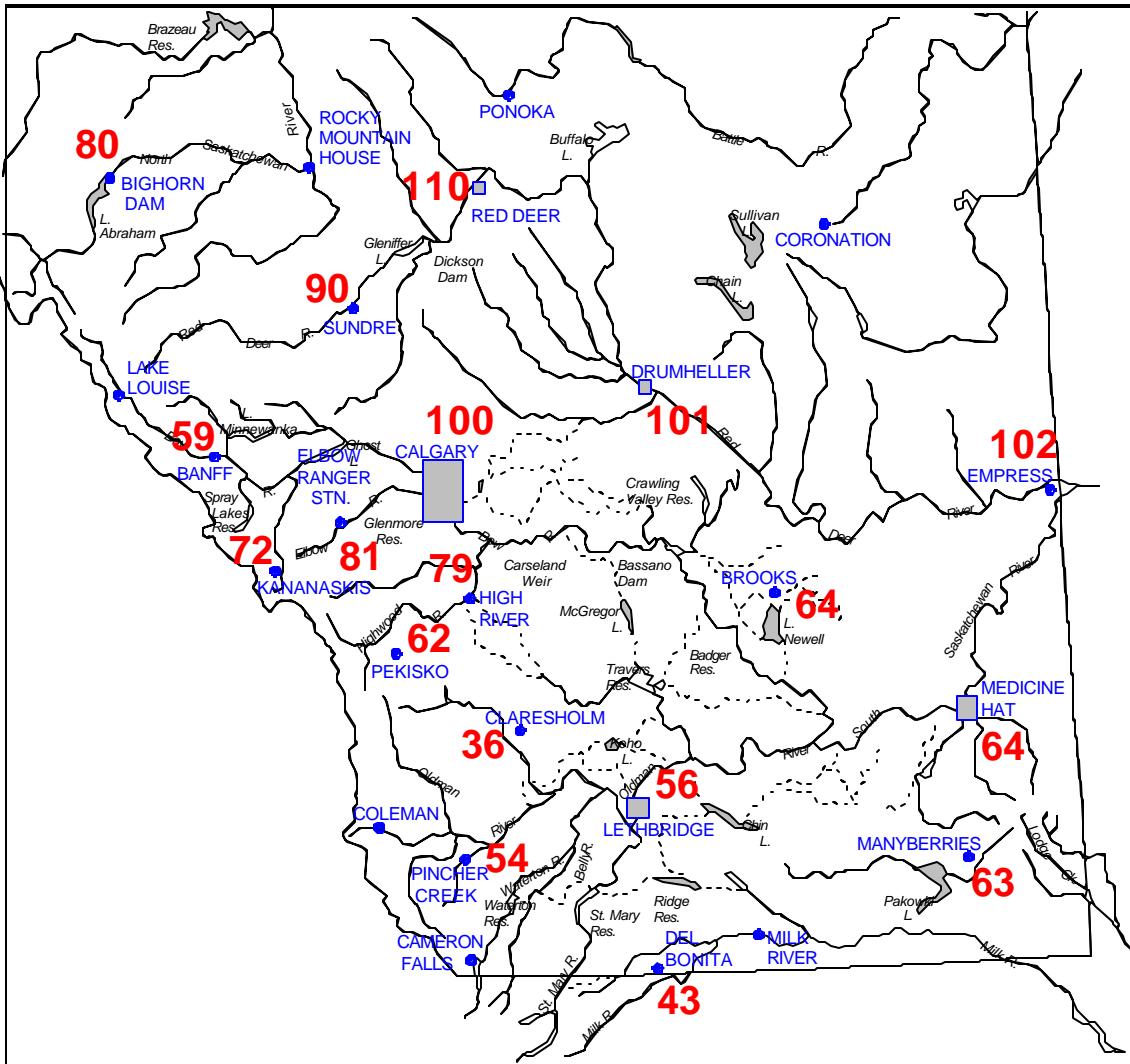 Brazeau
Res.
River
ROCKY
MOUNTAIN
HOUSE
PONOKA
Buffalo
L.
Battle
R.
80
North
Saskatchewan
BIGHORN
DAM
L.
Abraham
110
RED DEER
Sullivan
L.
CORONATION
Gleniffer
L.
Dickson
Dam
Chain
L.
90
SUNDRE
Red
Deer
R.
LAKE
LOUISE
DRUMHELLER
101
Red
L.
Minnewanka
59
BANFF
R.
Ghost
L.
100
CALGARY
ELBOW
RANGER
STN.
R.
102
EMPRESS
River
Deer
Spray
Lakes
Res.
Glenmore
Res.
Elbow
81
Crawling
Valley Res.
Bow
R.
72
KANANASKIS
79
HIGH
RIVER
Carseland
Weir
Bassano
Dam
BROOKS
64
L.
Newell
McGregor
L.
Highwood
R.
62
PEKISKO
Travers
Res.
Badger
Res.
Saskatchewan
River
MEDICINE
HAT
64
CLARESHOLM
36
Keho
L.
River
South
Oldman
Oldman
56
LETHBRIDGE
Chin
L.
COLEMAN
River
54
PINCHER
CREEK
Waterton R.
Waterton
Res.
Belly R.
MANYBERRIES
63
Pakowki
L
Lodge
Ck.
Ridge
Res.
St. Mary
Res.
CAMERON
FALLS
DEL
BONITA
MILK
RIVER
Milk R.
St. Mary R.
43
Milk R.